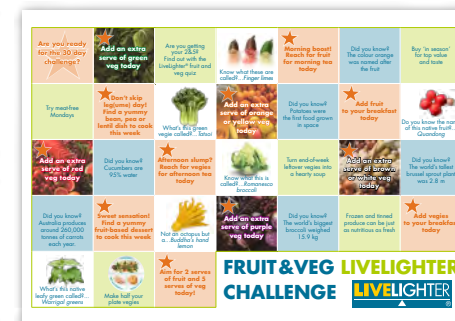 Are you ready
for the 30 day
challenge?
Add an extra
serve of green
veg today
Are you getting
your 2&5?
Find out with the
LiveLighter® fruit and
veg quiz
Know what these are
called?...Finger limes
Morning boost!
Reach for fruit
for morning tea
today
Did you know?
The colour orange
was named after
the fruit
Buy 'in season'
for top value
and taste
Try meat-free
Mondays
Don't skip
leg(ume) day!
Find a yummy
bean, pea or
lentil dish to cook
this week
What's this green
vegie called?...Tatsoi
Add an extra
serve of orange
or yellow veg
today
Did you know?
Potatoes were
the first food grown
in space
Add fruit
to your breakfast
today
Do you know the nam
of this native fruit?...
Quandong
Add an extra
serve of red
veg today
Did you know?
Cucumbers are
95% water
Afternoon slump?
Reach for vegies
for afternoon tea
today
Know what this is
called?...Romanesco
broccoli
Turn end-of-week
leftover vegies into
a hearty soup
Add an extra
serve of brown
or white veg
today
Did you know?
The world's tallest
brussel sprout plant
was 2.8 m
Did you know?
Australia produces
around 260,000
tonnes of carrots
each year.
Sweet sensation!
Find a yummy
fruit-based dessert
to cook this week
Not an octopus but
a...Buddha's hand
lemon
Add an extra
serve of purple
veg today
Did you know?
The world's biggest
broccoli weighed
15.9 kg
Frozen and tinned
produce can be just
as nutritious as fresh
Add vegies
to your breakfast
today
What's this native
leafy green called?...
Warrigal greens
Make half your
plate vegies
Aim for 2 serves
of fruit and 5
serves of veg
today!
FRUIT&VEG LIVELIGHTER
CHALLENGE LIVELIGHTER